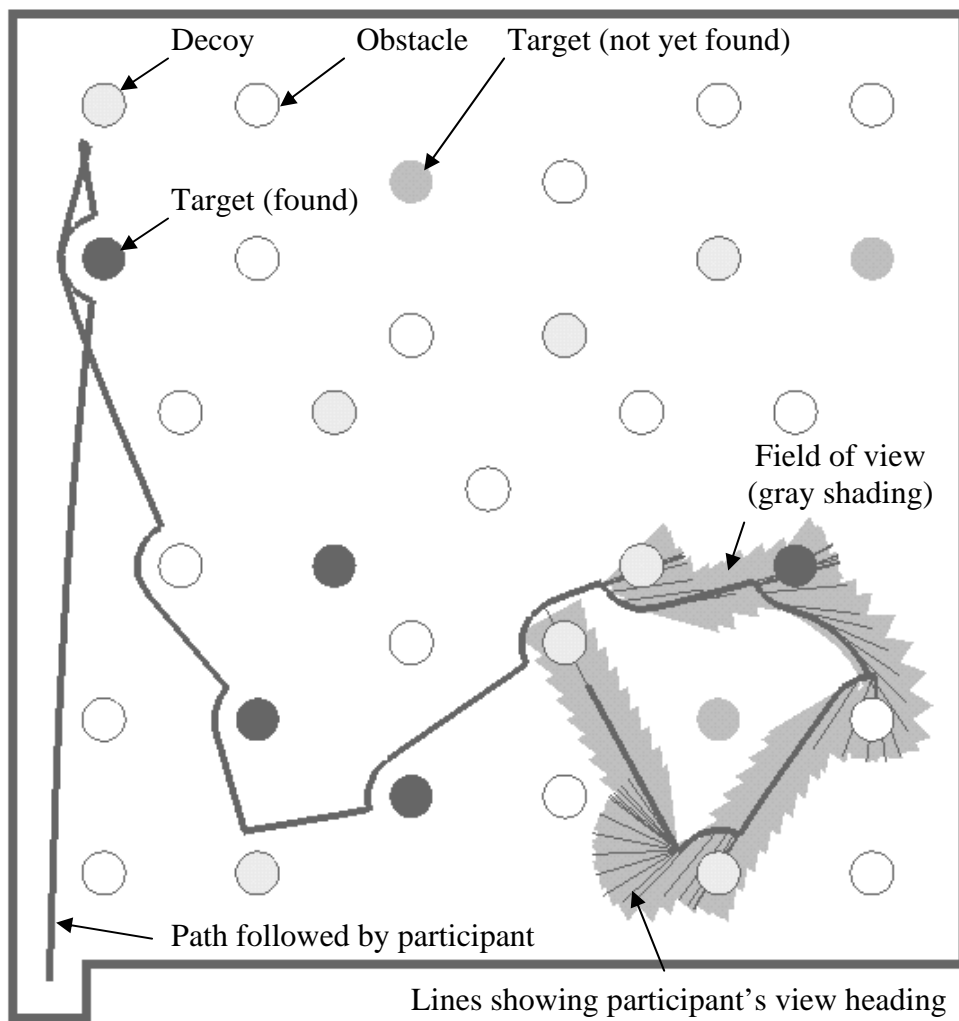 Decoy
Obstacle
Target (not yet found)
Target (found)
Field of view
(gray shading)
Path followed by participant
Lines showing participant’s view heading